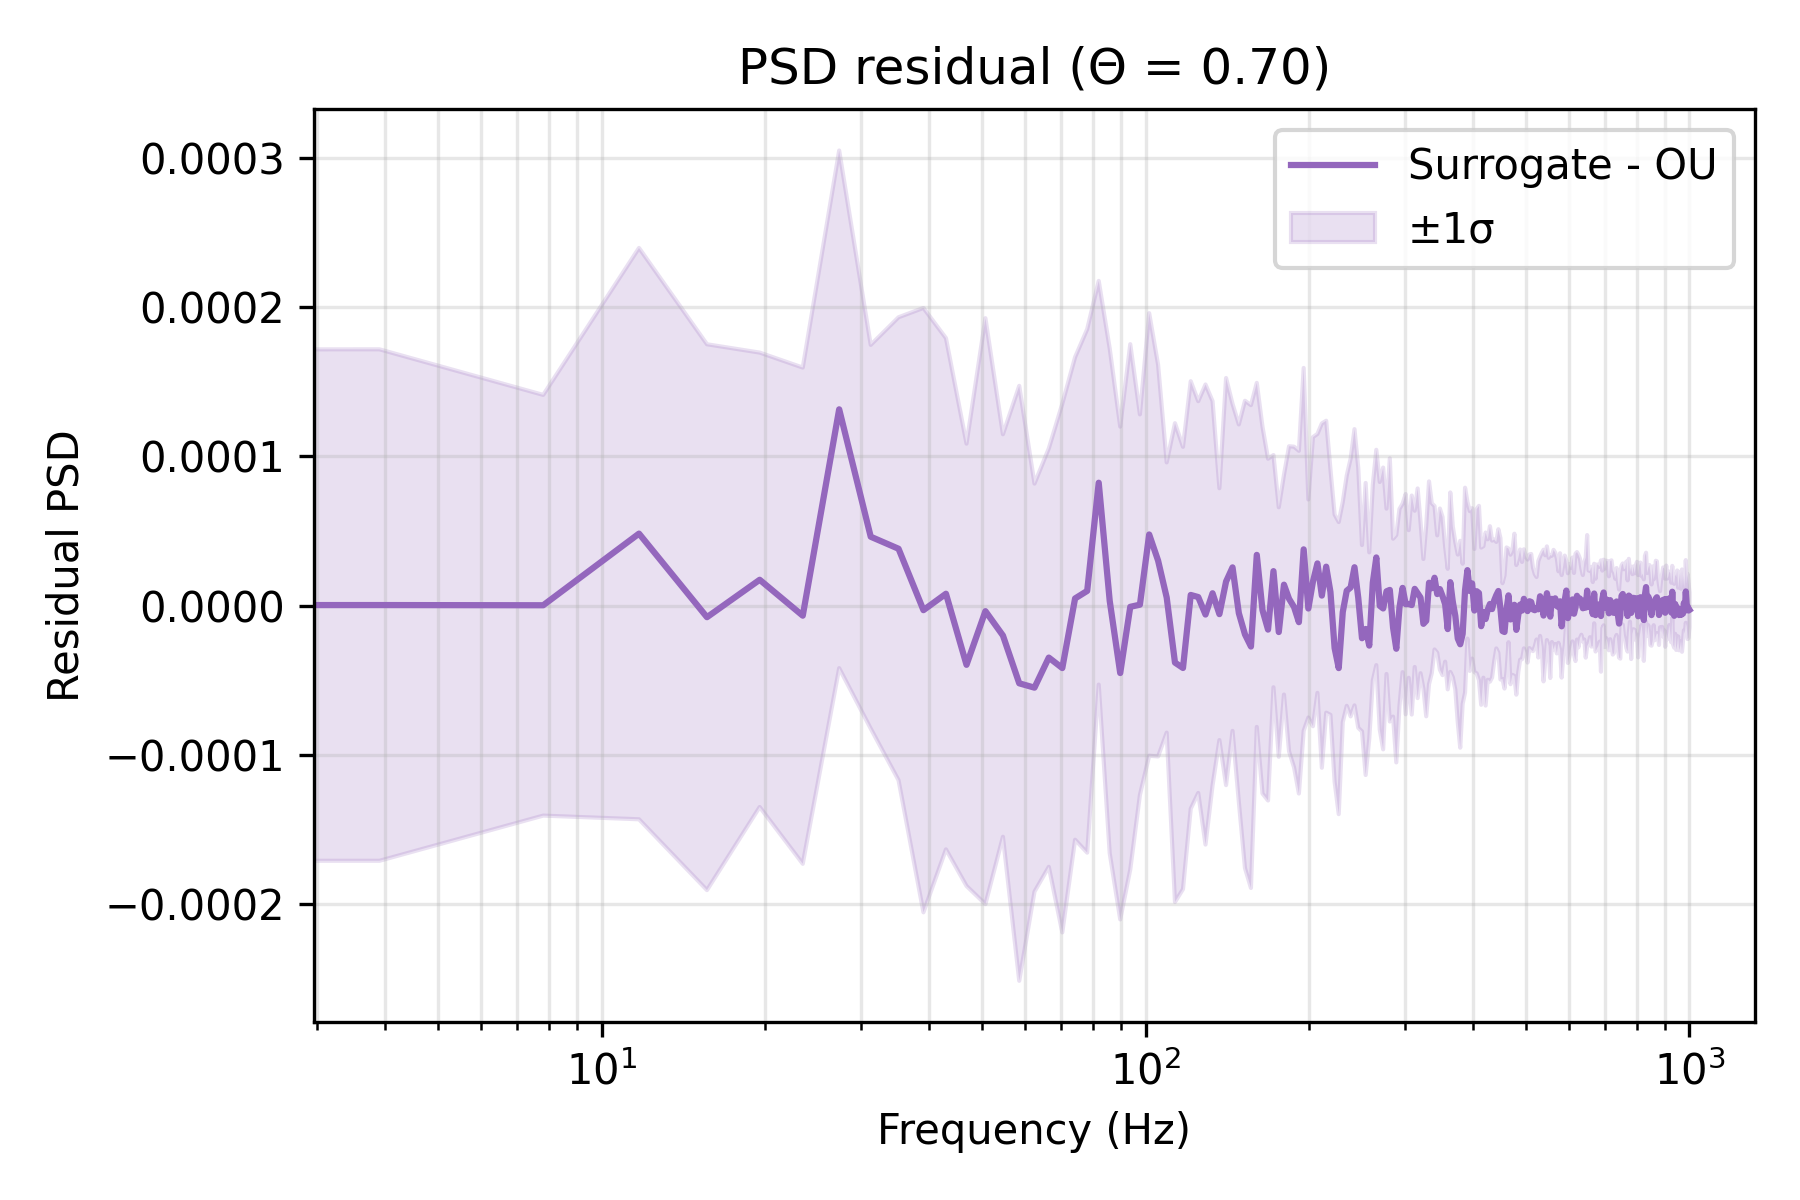 PSD residual (Θ = 0.70)
Surrogate - OU
±1σ
0.0003
0.0002
0.0001
0.0000
−0.0001
−0.0002
Residual PSD
10¹ 10² 10³
Frequency (Hz)